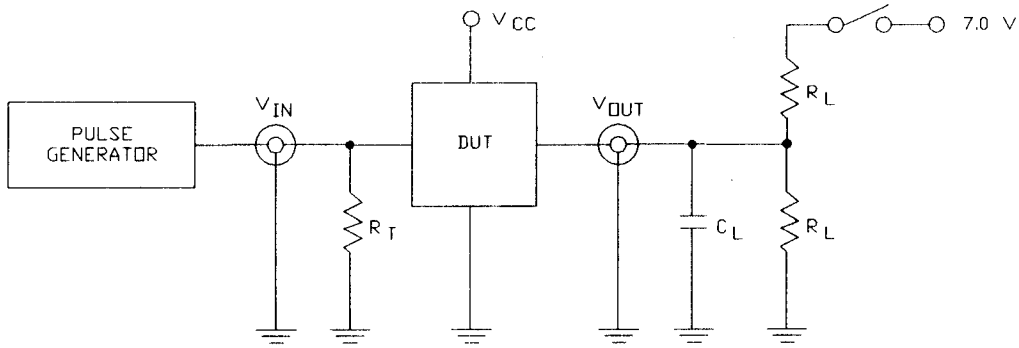 V CC
7.0 V
R L
V IN
V OUT
PULSE
GENERATOR
DUT
R T
C L
R L